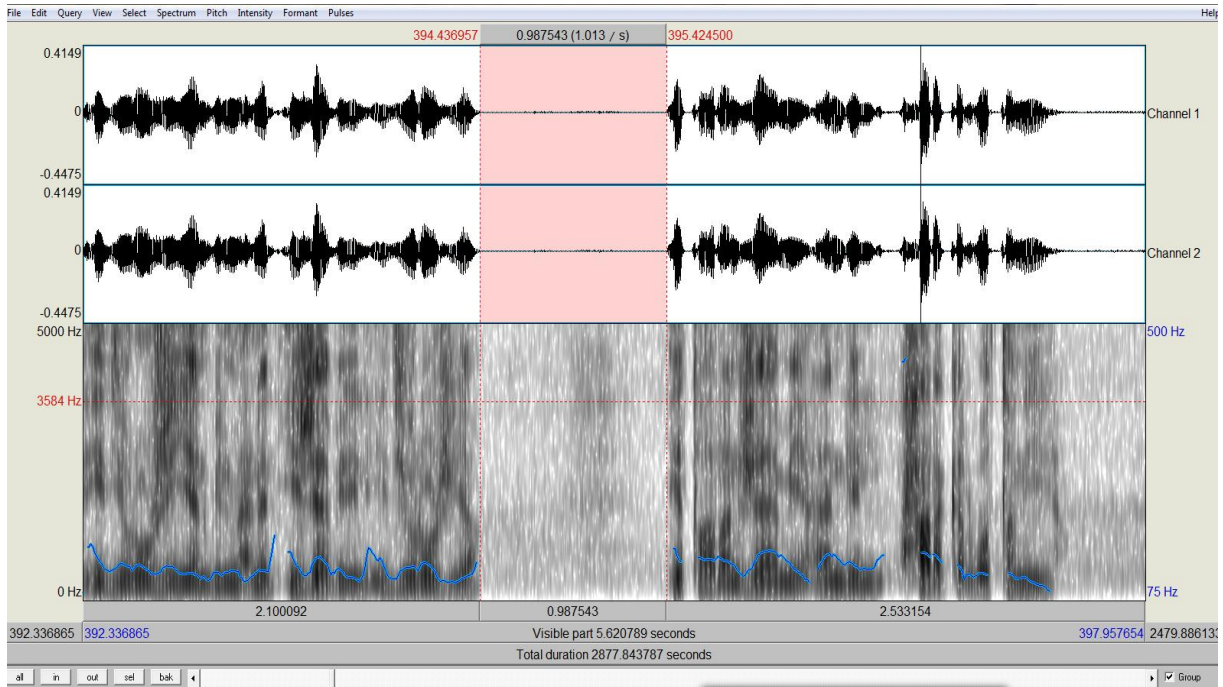 File Edit Query View Select Spectrum Pitch Intensity Formant Pulses Help
394.436957 0.987543 (1.013 / s) 395.424500
0.4149
0
Channel 1
-0.4475
0.4149
0
Channel 2
-0.4475
5000 Hz 500 Hz
3584 Hz
0 Hz 75 Hz
2.100092 0.987543 2.533154
392.336865 392.336865 Visible part 5.620789 seconds 397.957654 2479.886133
Total duration 2877.843787 seconds
all in out sel bak Group